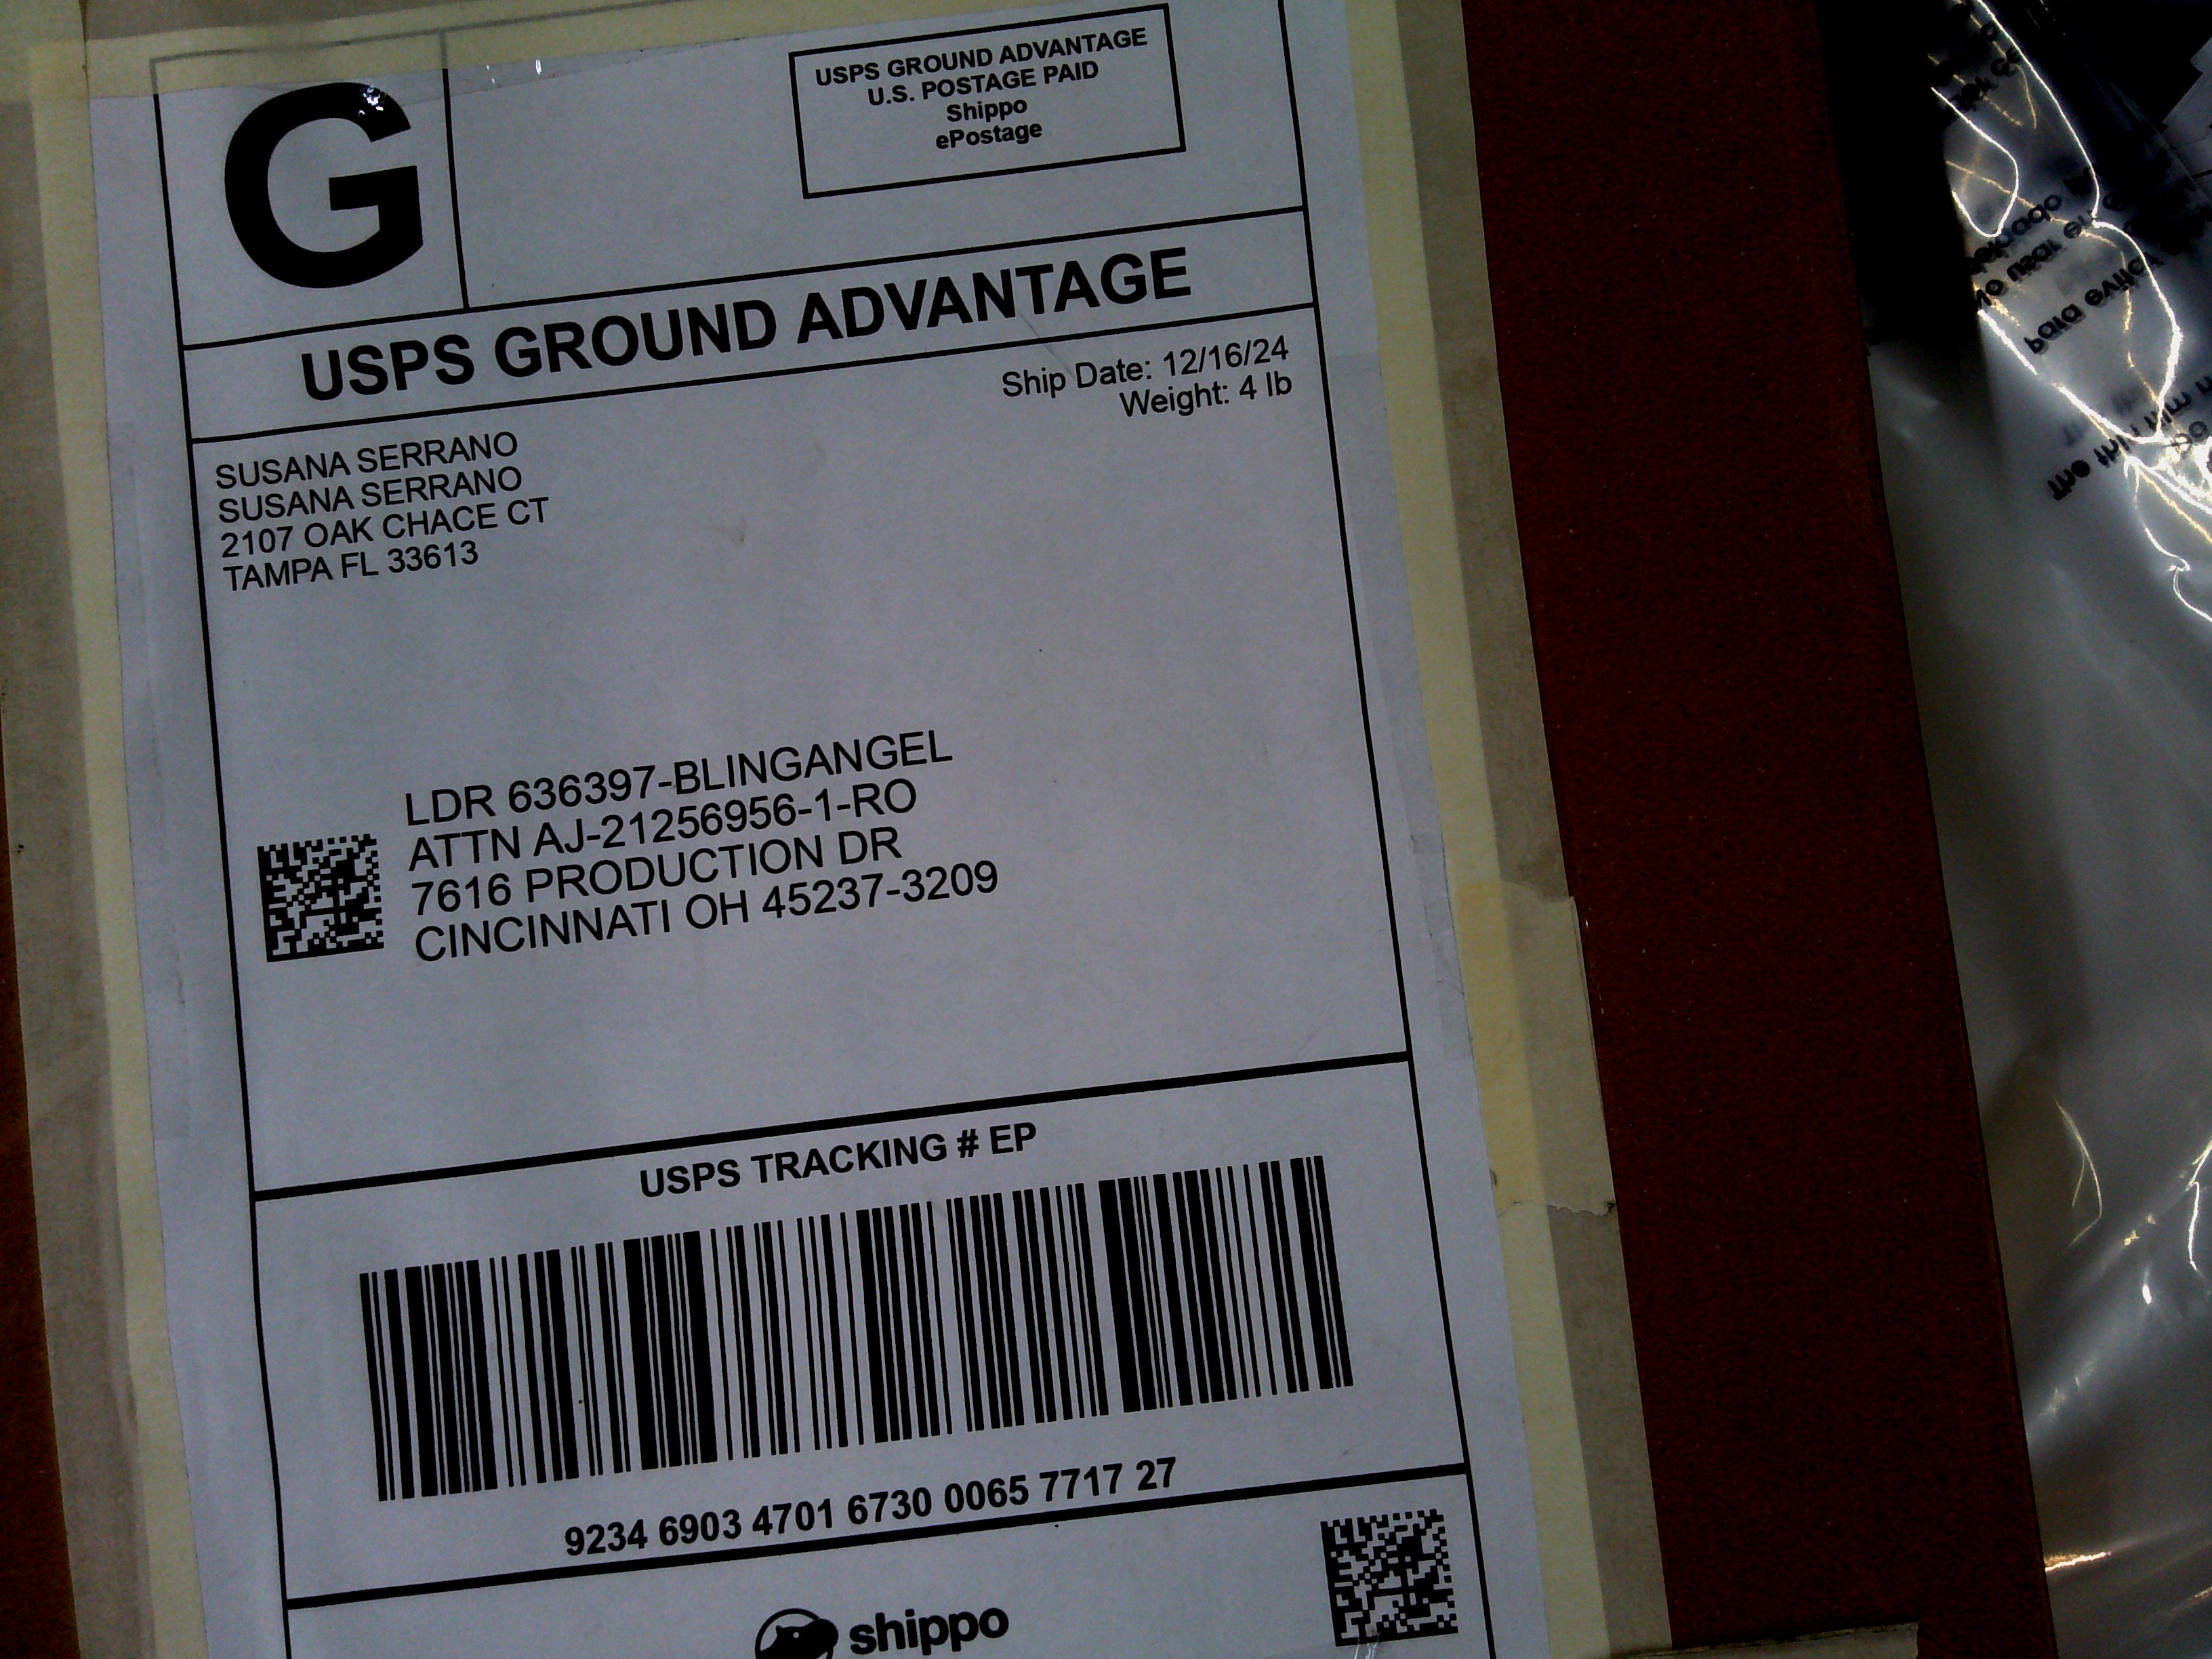 G
USPS GROUND ADVANTAGE
U.S. POSTAGE PAID
Shippo
ePostage
USPS GROUND ADVANTAGE
Ship Date: 12/16/24
Weight: 4 lb
SUSANA SERRANO
SUSANA SERRANO
2107 OAK CHACE CT
TAMPA FL 33613
LDR 636397-BLINGANGEL
ATTN AJ-21256956-1-RO
7616 PRODUCTION DR
CINCINNATI OH 45237-3209
USPS TRACKING # EP
9234 6903 4701 6730 0065 7717 27
shippo